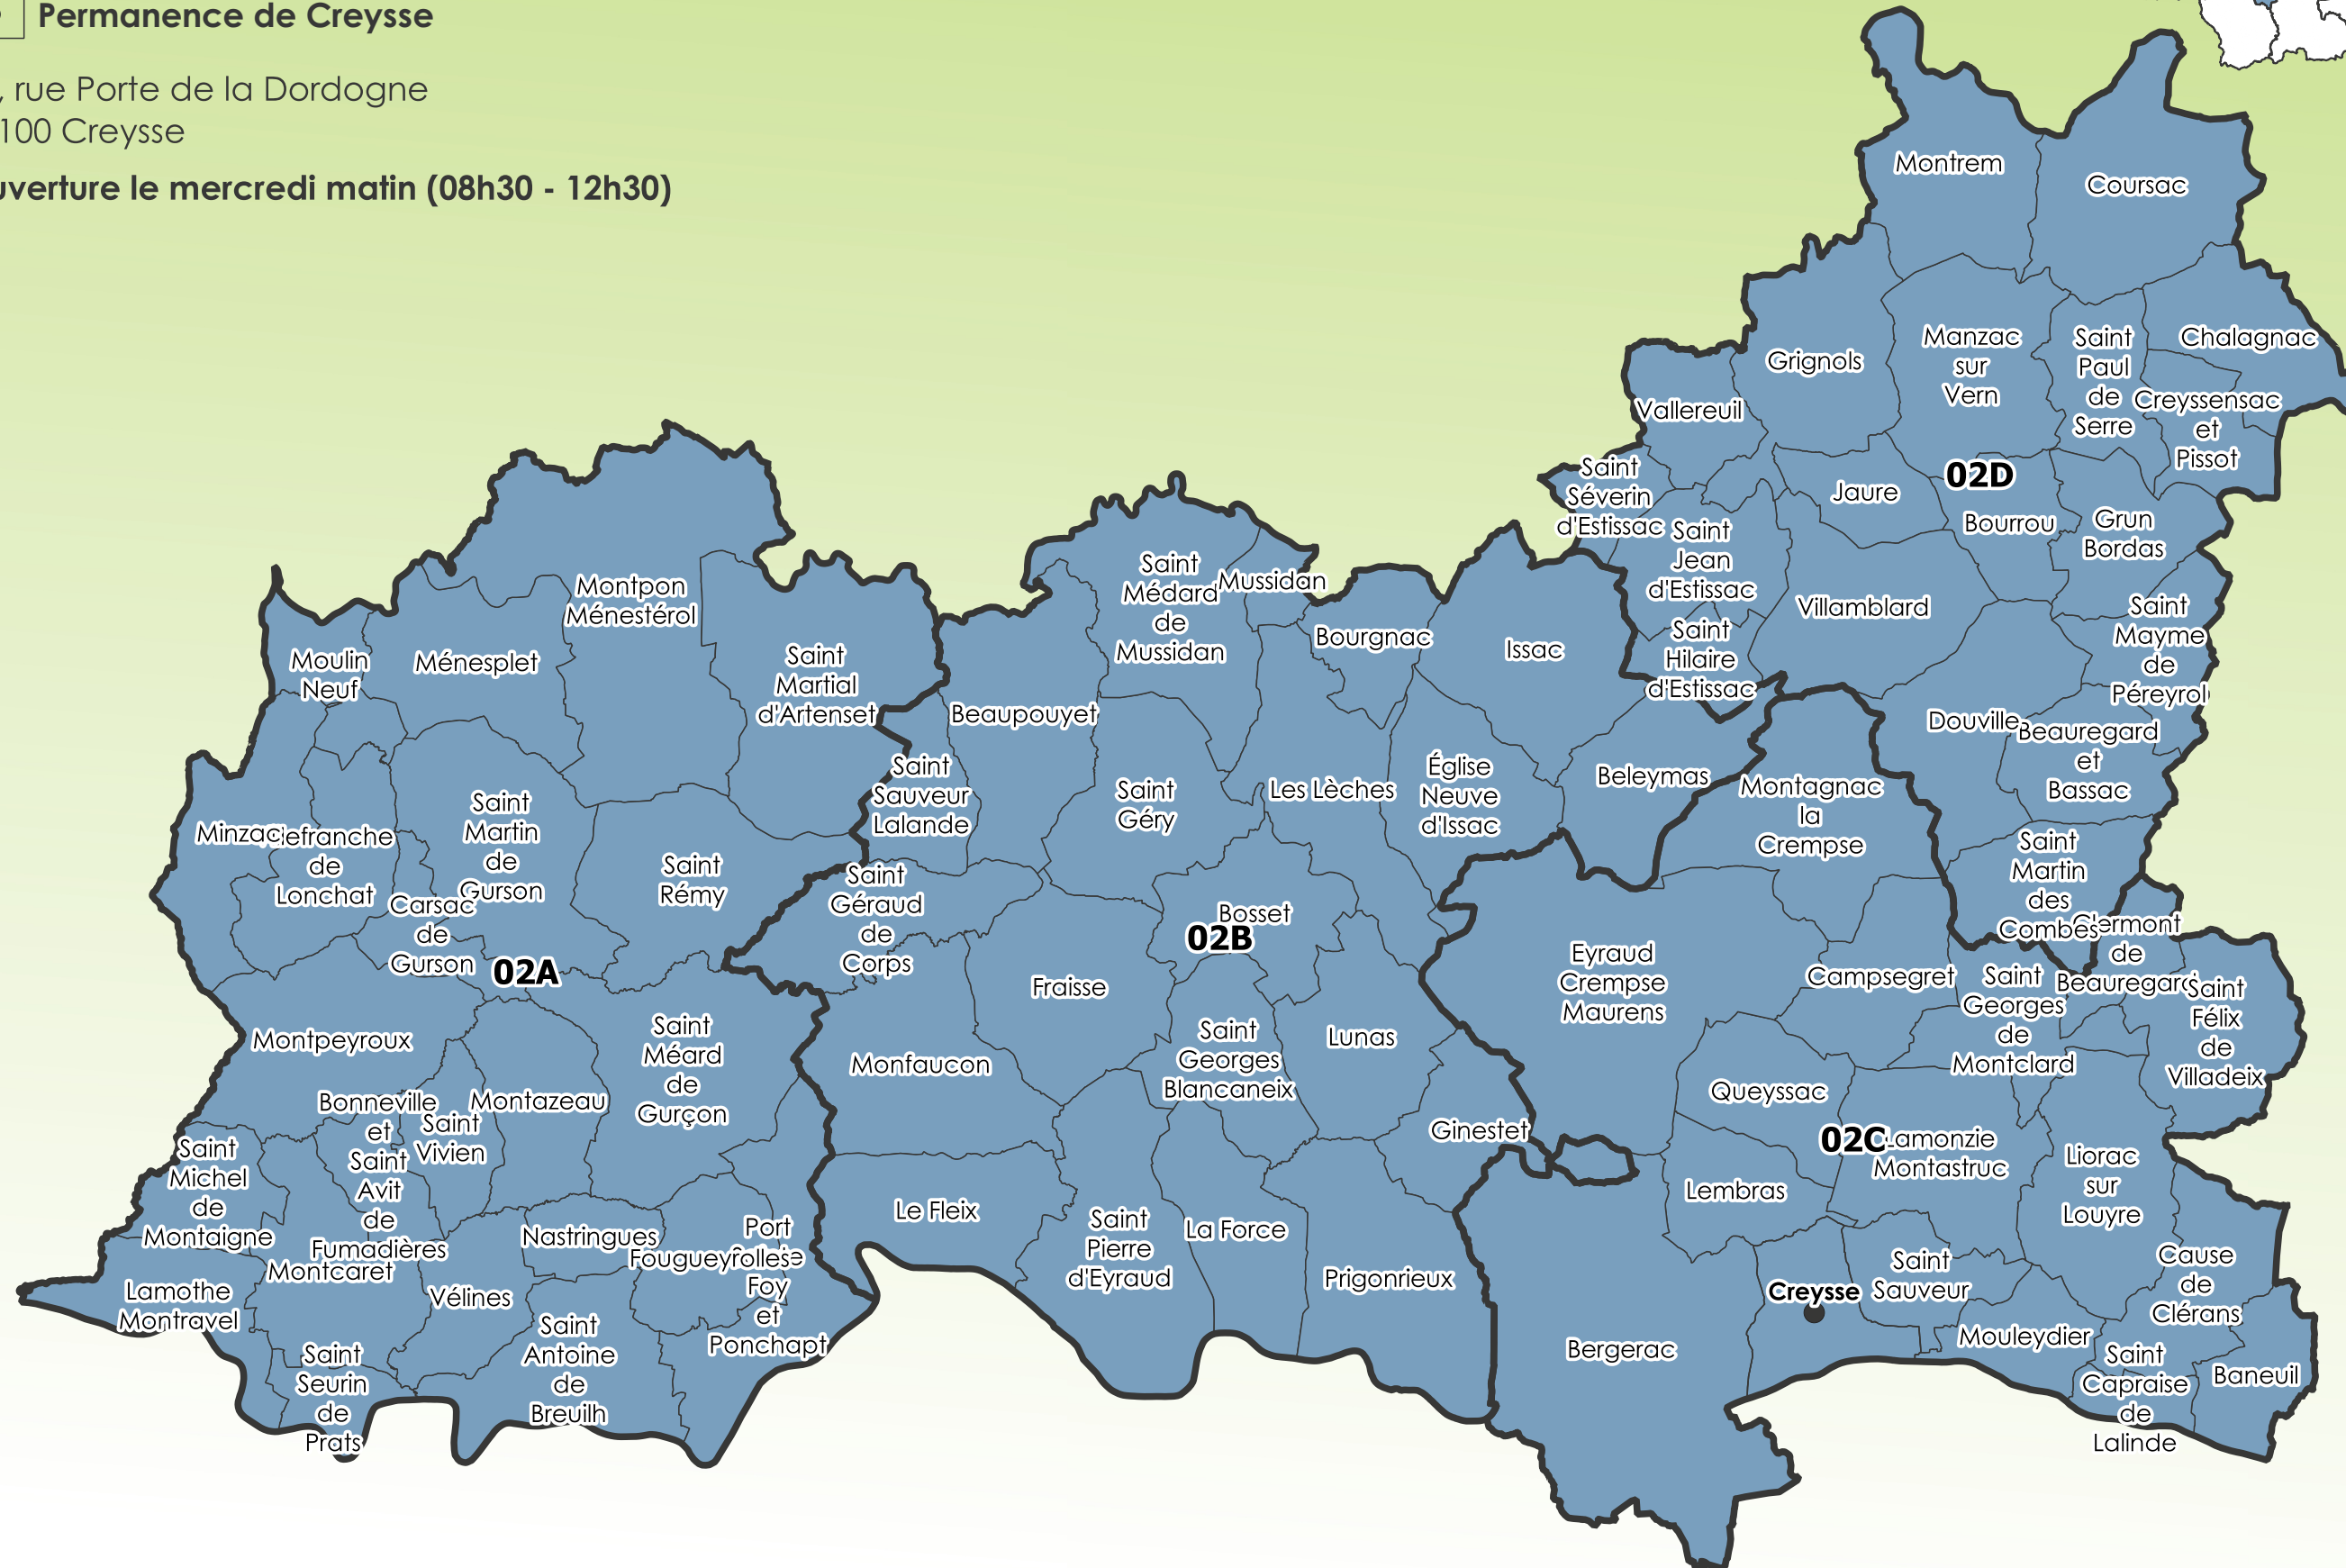 Permanence de Creysse
, rue Porte de la Dordogne
100 Creysse
uverture le mercredi matin (08h30 - 12h30)
Montrem
Coursac
Grignols
Manzac
sur
Vern
Saint
Paul
de
Serre
Chalagnac
Creyssensac
et
Pissot
Vallereuil
Saint
Séverin
d'Estissac
Saint
Jean
d'Estissac
Saint
Hilaire
d'Estissac
Jaure
02D
Bourrou
Grun
Bordas
Villamblard
Saint
Mayme
de
Péreyrol
Douville
Beauregard
et
Bassac
Saint
Martin
des
Combes
Montpon
Ménestérol
Moulin
Neuf
Ménesplet
Saint
Martial
d'Artenset
Minzac
efranche
de
Lonchat
Saint
Martin
de
Gurson
Carsac
de
Gurson
Saint
Rémy
02A
Montpeyroux
Saint
Méard
de
Gurçon
Bonneville
et
Saint
Avit
de
Fumadières
Saint
Vivien
Montazeau
Saint
Michel
de
Montaigne
Montcaret
Lamothe
Montravel
Vélines
Nastringues
Fougueyrolles
Port
Foy
et
Ponchapt
Saint
Seurin
de
Prats
Saint
Antoine
de
Breuilh
Saint
Médard
de
Mussidan
Mussidan
Bourgnac
Issac
Beaupouyet
Saint
Sauveur
Lalande
Saint
Géry
Les Lèches
Église
Neuve
d'Issac
Beleymas
Saint
Géraud
de
Corps
Bosset
02B
Fraisse
Monfaucon
Saint
Georges
Blancaneix
Lunas
Ginestet
Le Fleix
Saint
Pierre
d'Eyraud
La Force
Prigonrieux
Montagnac
la
Crempse
Eyraud
Crempse
Maurens
Campsegret
Saint
Georges
de
Montclard
ermont
de
Beauregard
Saint
Félix
de
Villadeix
Queyssac
02C
Lamonzie
Montastruc
Lembras
Liorac
sur
Louyre
Creysse
Saint
Sauveur
Cause
de
Clérans
Bergerac
Mouleydier
Saint
Capraise
de
Lalinde
Baneuil